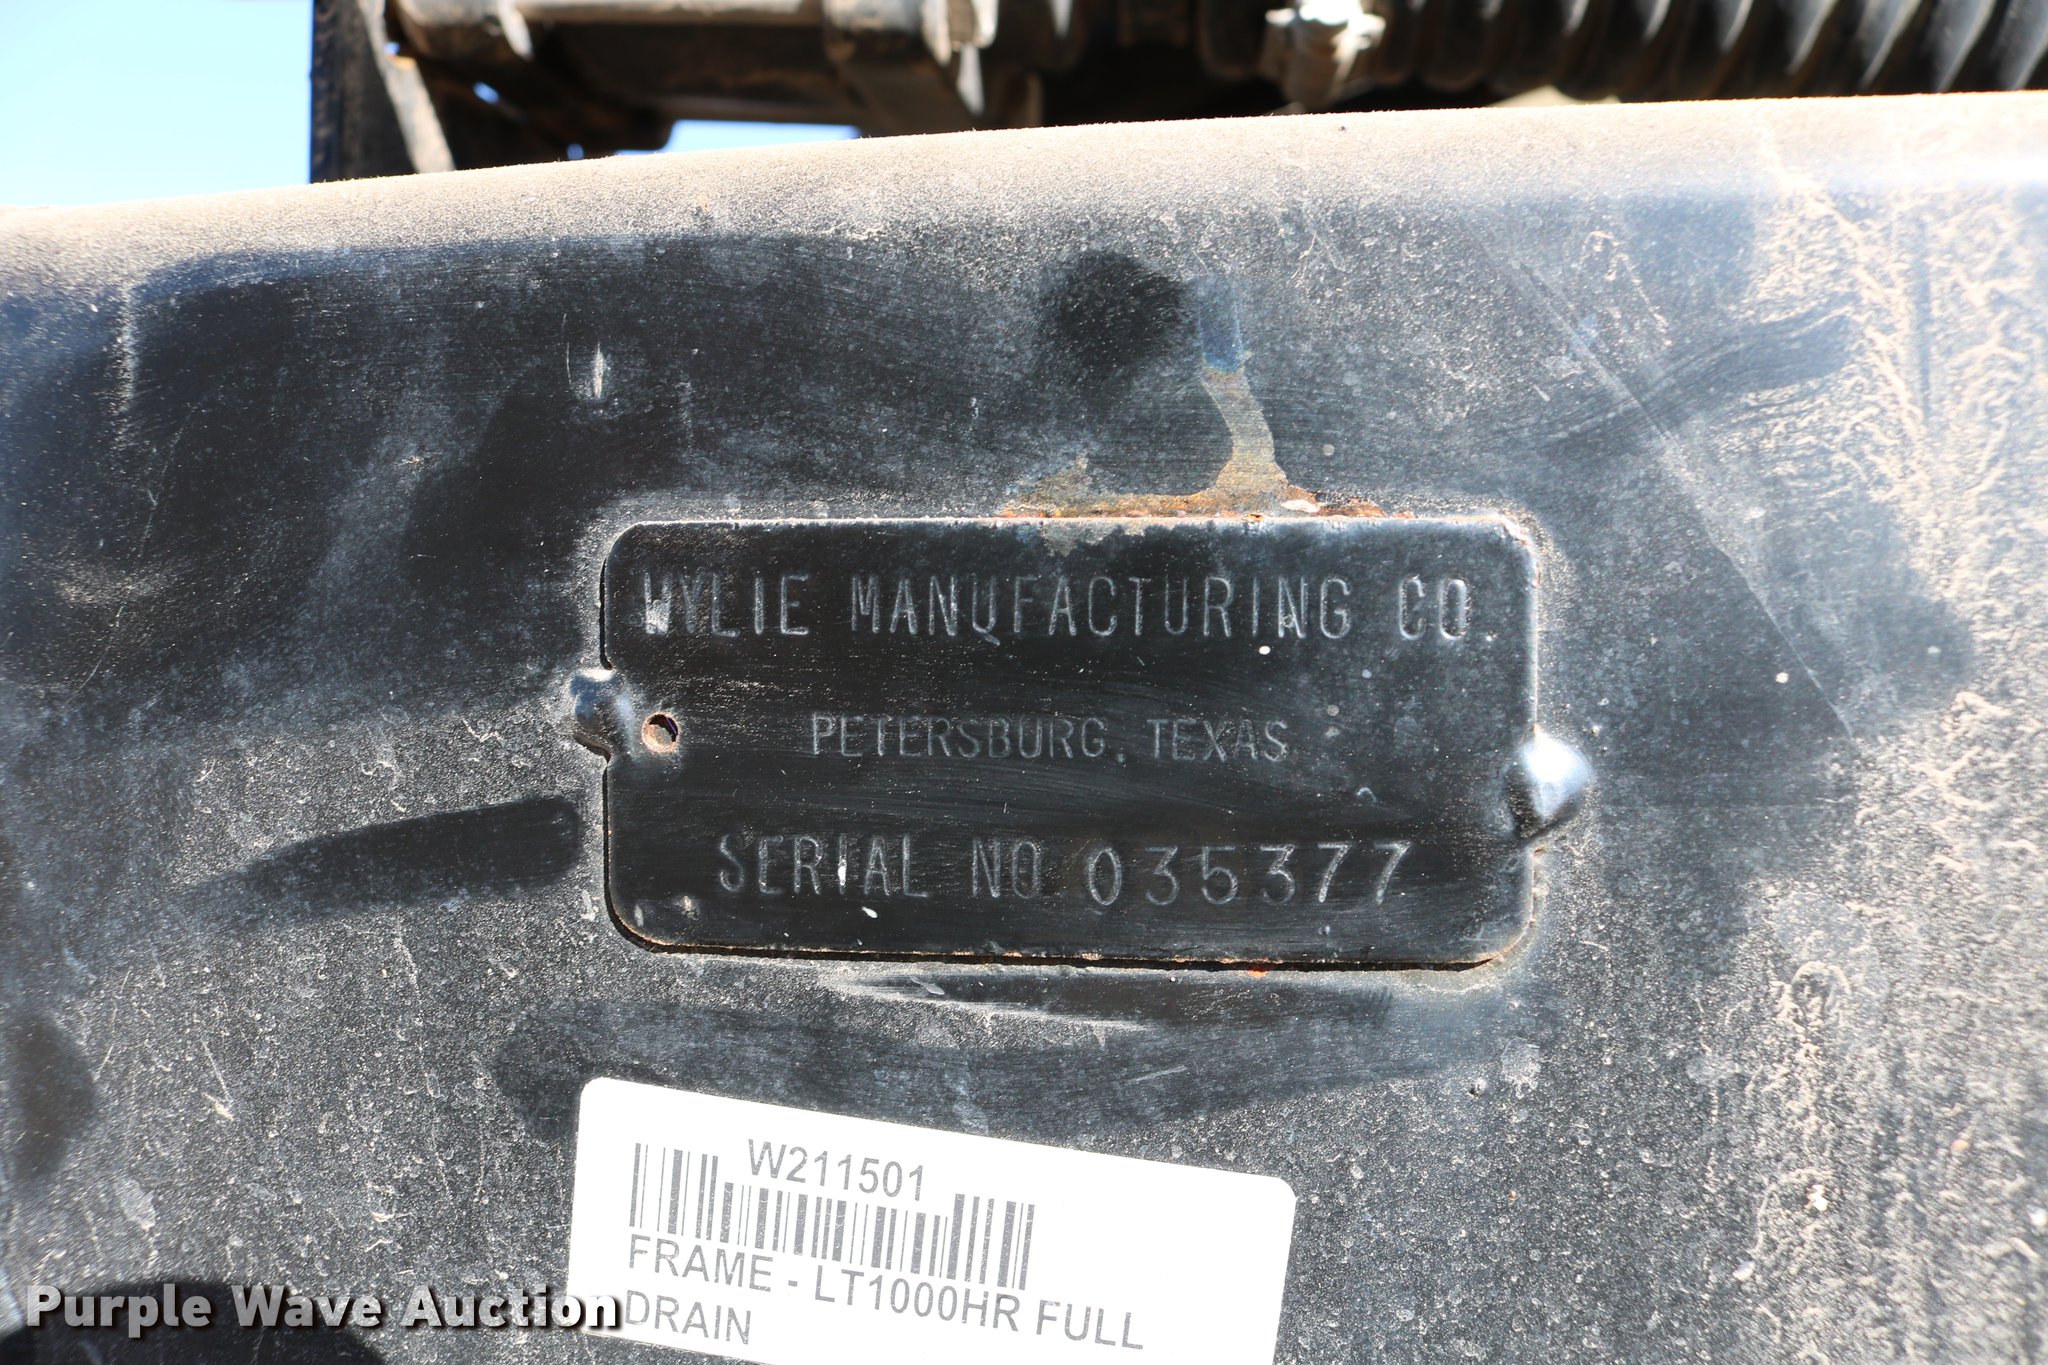 WYLIE MANUFACTURING CO.
PETERSBURG, TEXAS
SERIAL NO 035377
W211501
FRAME - LT1000HR FULL
DRAIN
Purple Wave Auction